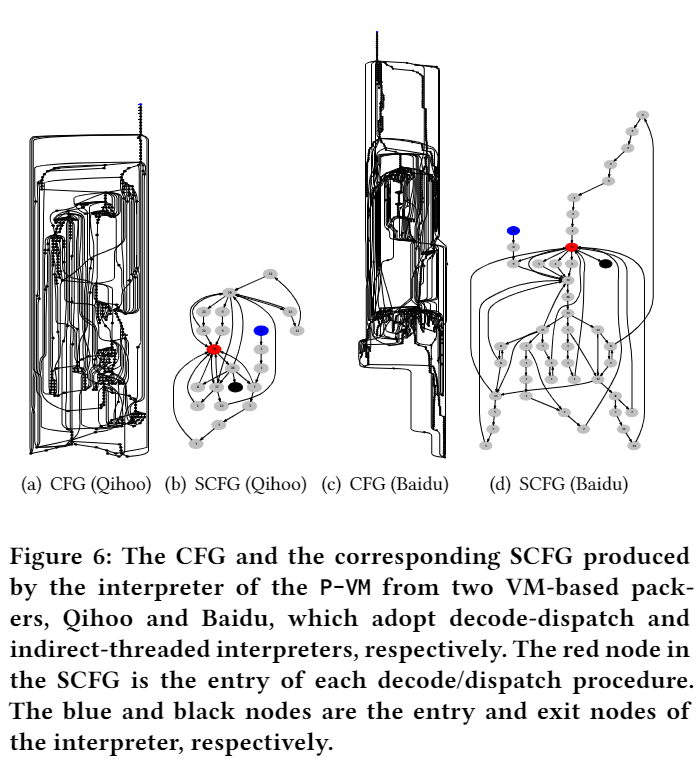 (a) CFG (Qihoo) (b) SCFG (Qihoo) (c) CFG (Baidu) (d) SCFG (Baidu)
Figure 6: The CFG and the corresponding SCFG produced
by the interpreter of the P-VM from two VM-based pack-
ers, Qihoo and Baidu, which adopt decode-dispatch and
indirect-threaded interpreters, respectively. The red node in
the SCFG is the entry of each decode/dispatch procedure.
The blue and black nodes are the entry and exit nodes of
the interpreter, respectively.